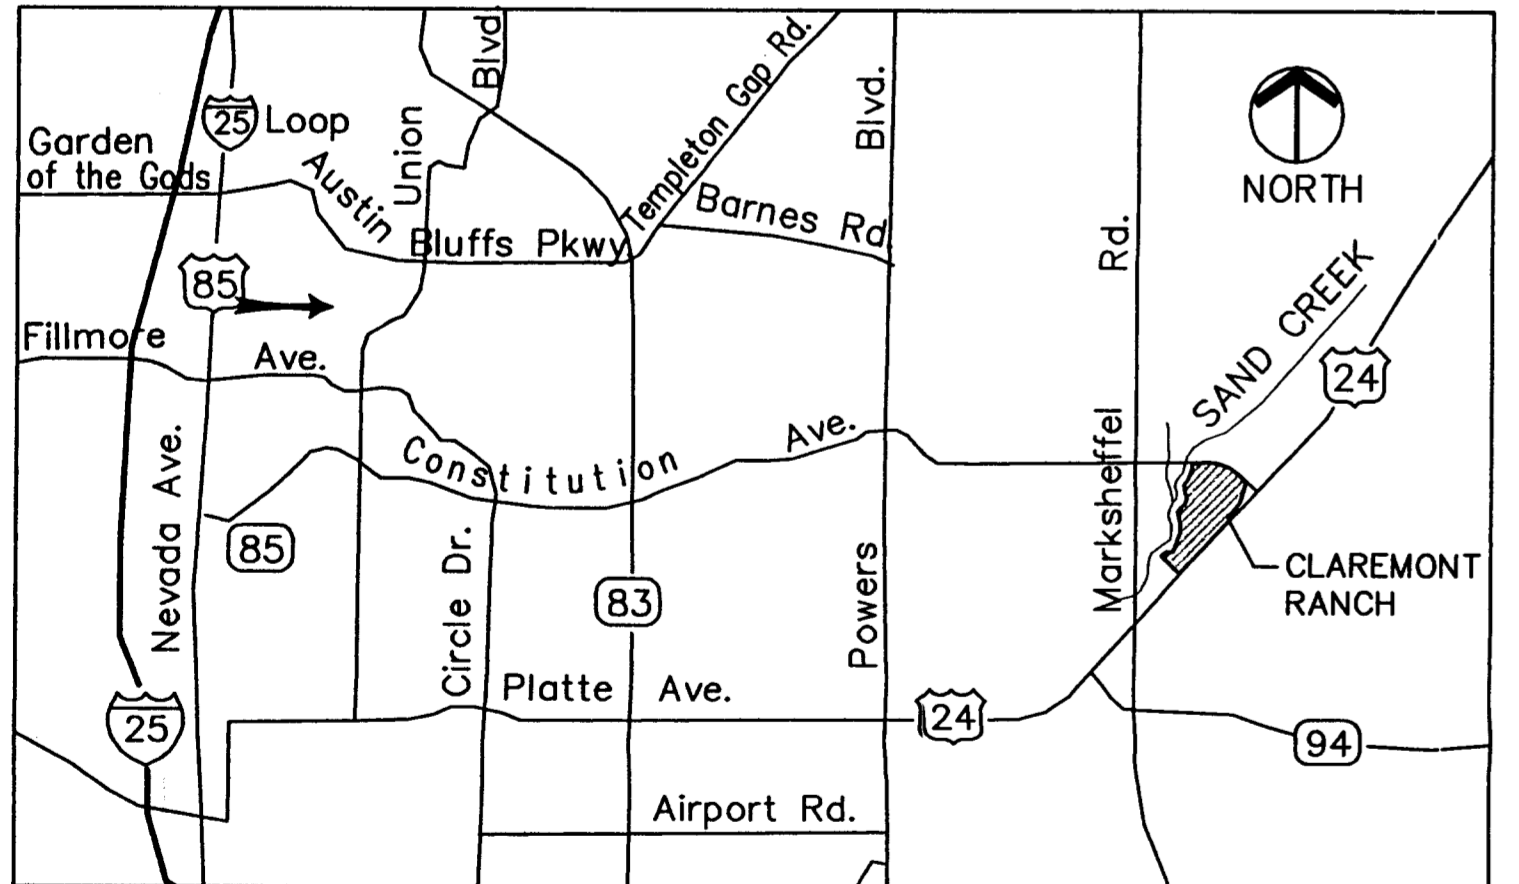 Blvd
Templeton Gap Rd.
Blvd.
25 Loop
Garden
of the Gods
Union
Austin
Bluffs Pkwy
Barnes Rd
NORTH
Rd.
SAND CREEK
85
Fillmore
Ave.
24
Ave.
Constitution
Nevada Ave.
85
Circle Dr.
83
Powers
Marksheffel
CLAREMONT
RANCH
Platte Ave.
24
25
94
Airport Rd.